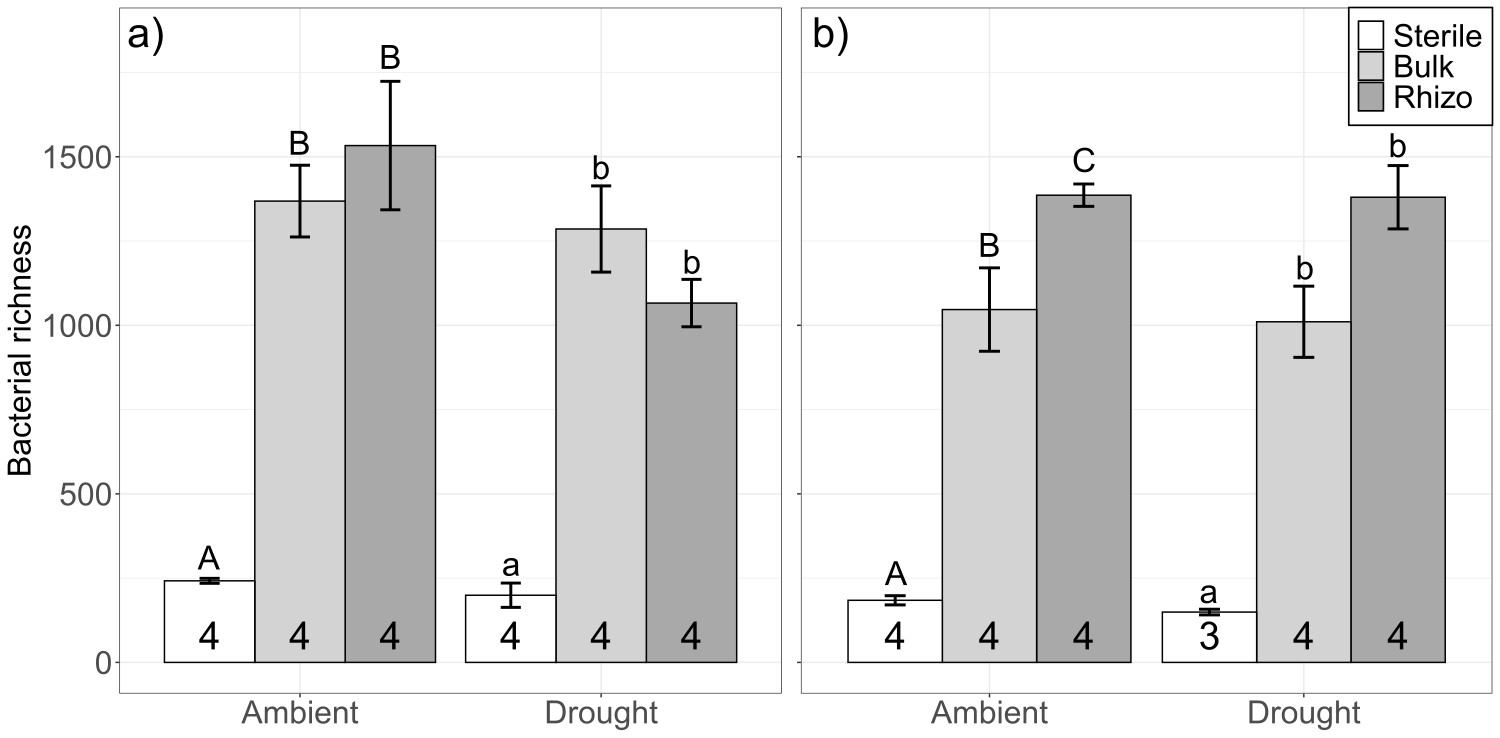 a)
b)
Sterile
Bulk
Rhizo
Bacterial richness
1500
1000
500
0
A
B
B
a
b
b
A
B
C
a
b
b
4
4
4
4
4
4
4
4
4
3
4
4
Ambient
Drought
Ambient
Drought